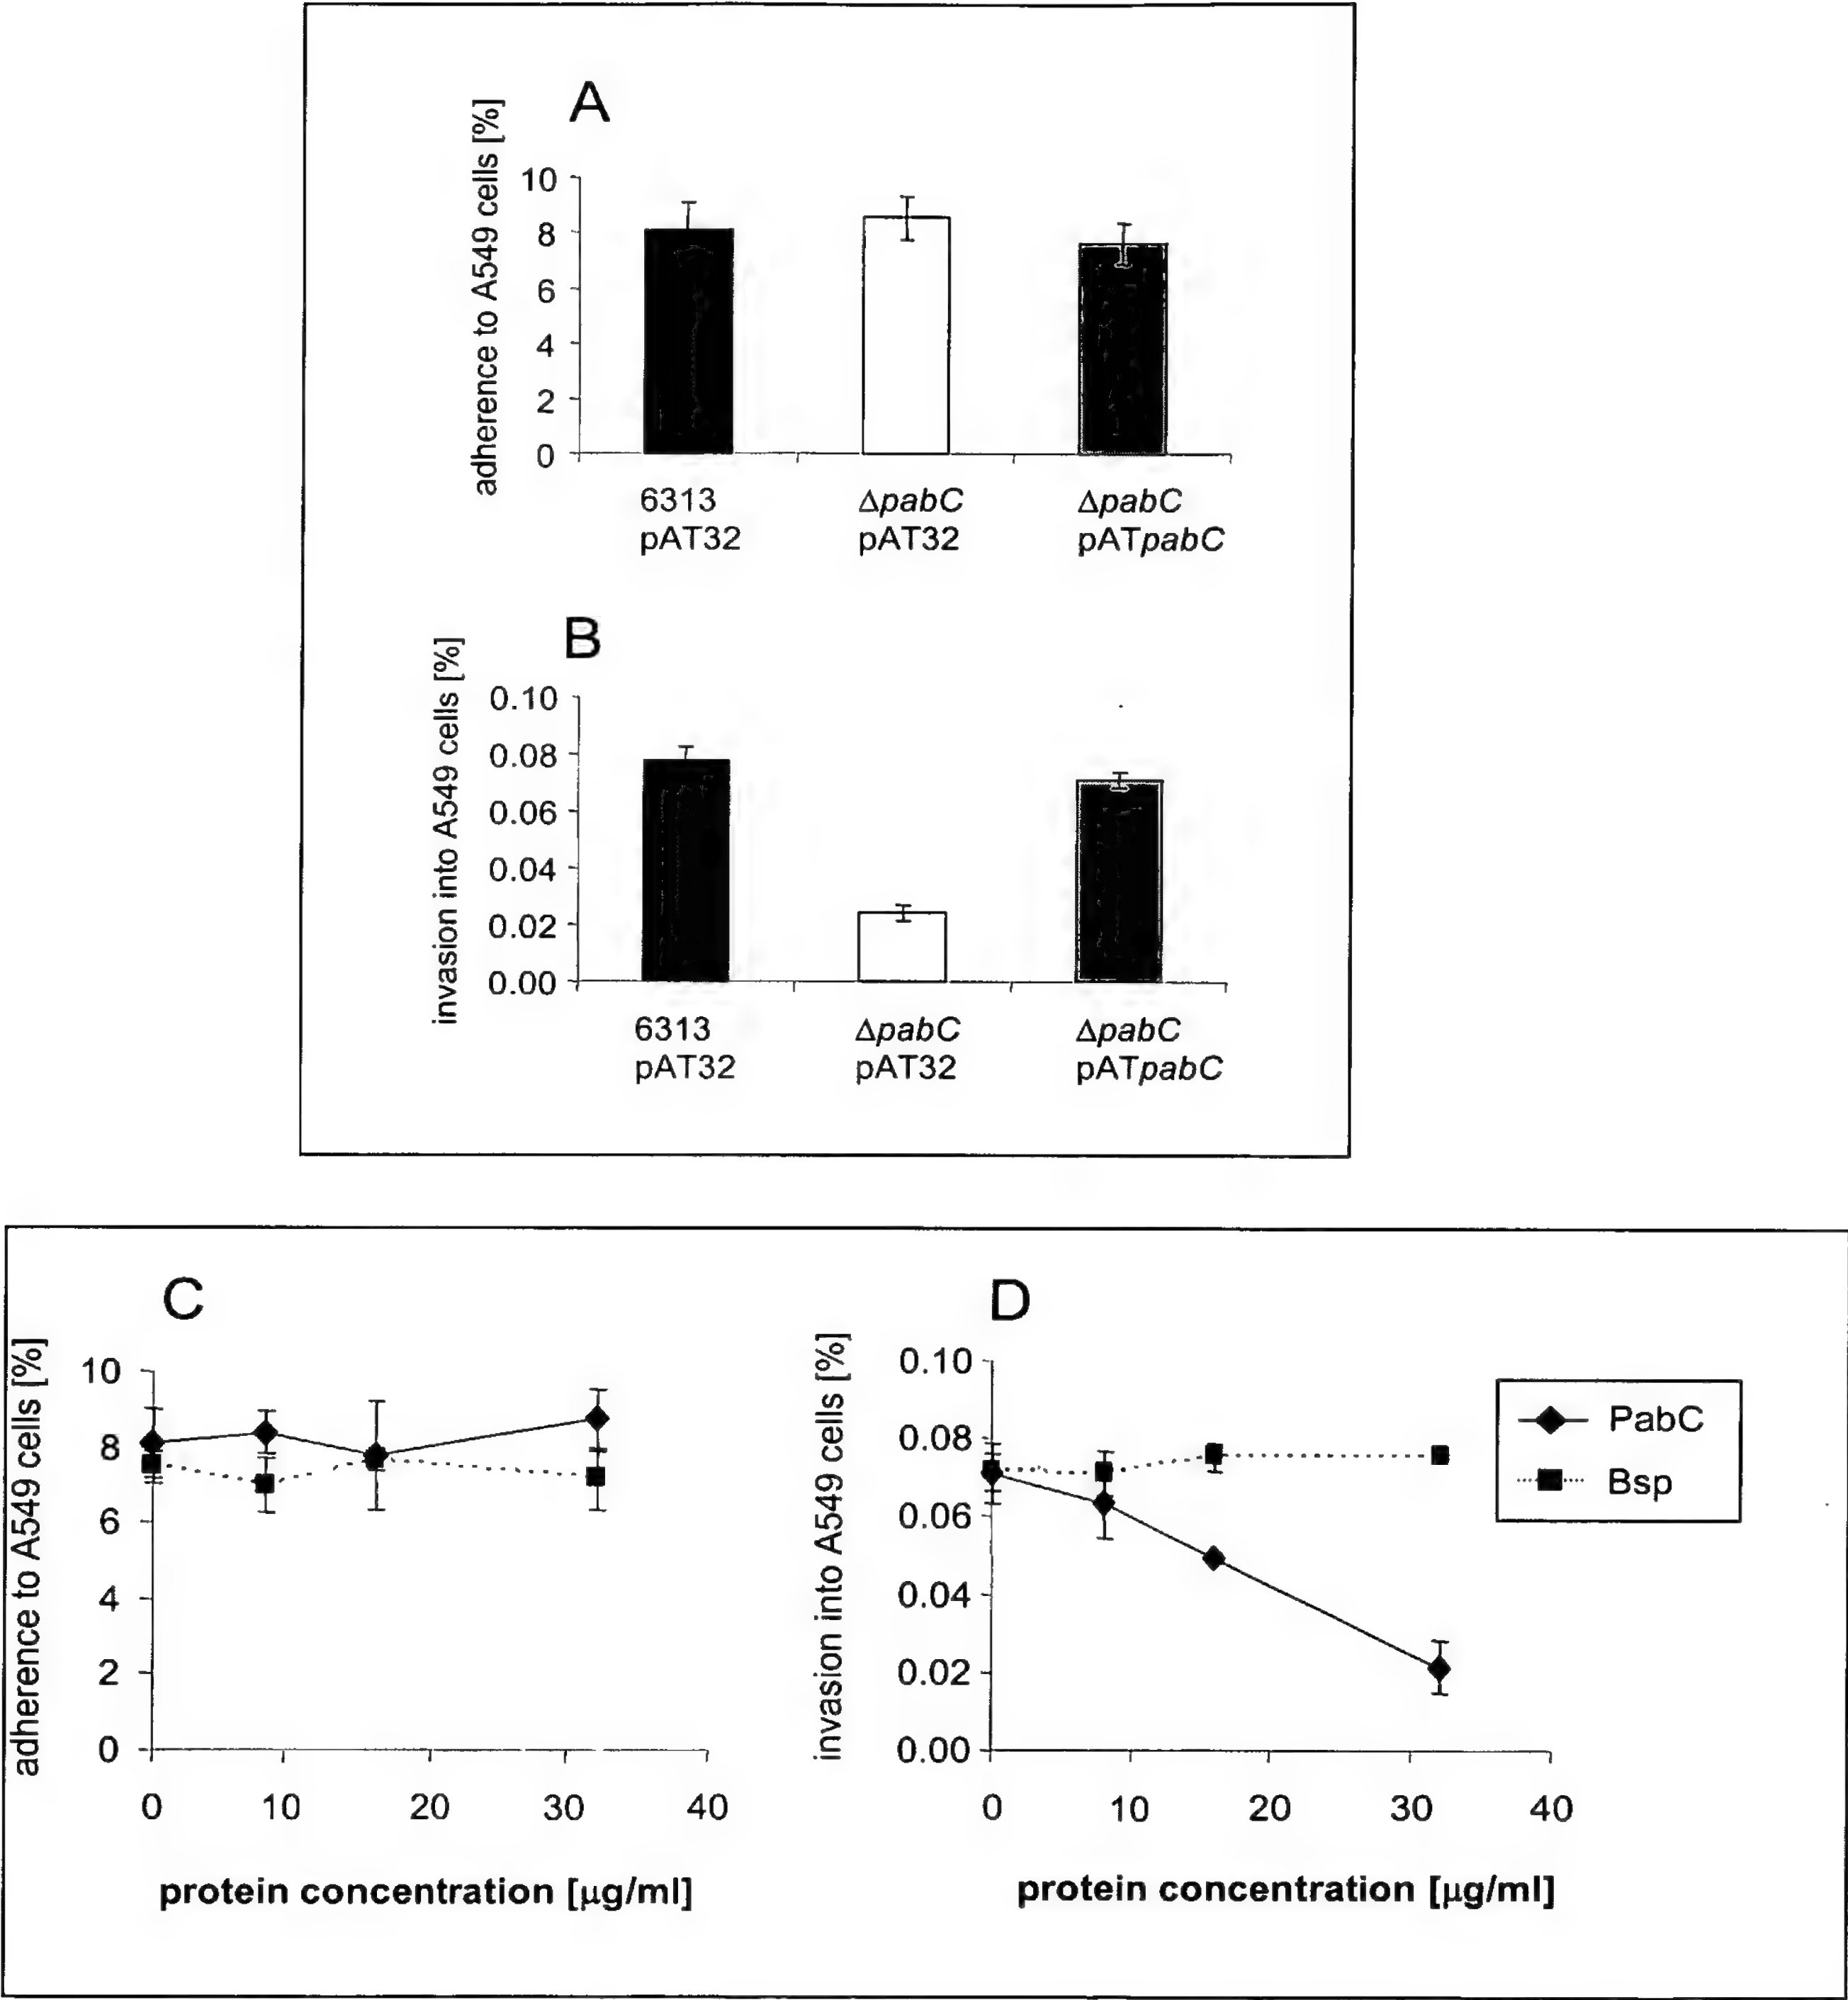 A
adherence to A549 cells [%]
10
8
6
4
2
0
6313 ΔpabC ΔpabC
pAT32 pAT32 pATpabC
B
invasion into A549 cells [%]
0.10
0.08
0.06
0.04
0.02
0.00
6313 ΔpabC ΔpabC
pAT32 pAT32 pATpabC
C
adherence to A549 cells [%]
10
8
6
4
2
0
0 10 20 30 40
protein concentration [μg/ml]
D
invasion into A549 cells [%]
0.10
0.08
0.06
0.04
0.02
0.00
0 10 20 30 40
protein concentration [μg/ml]
PabC
Bsp